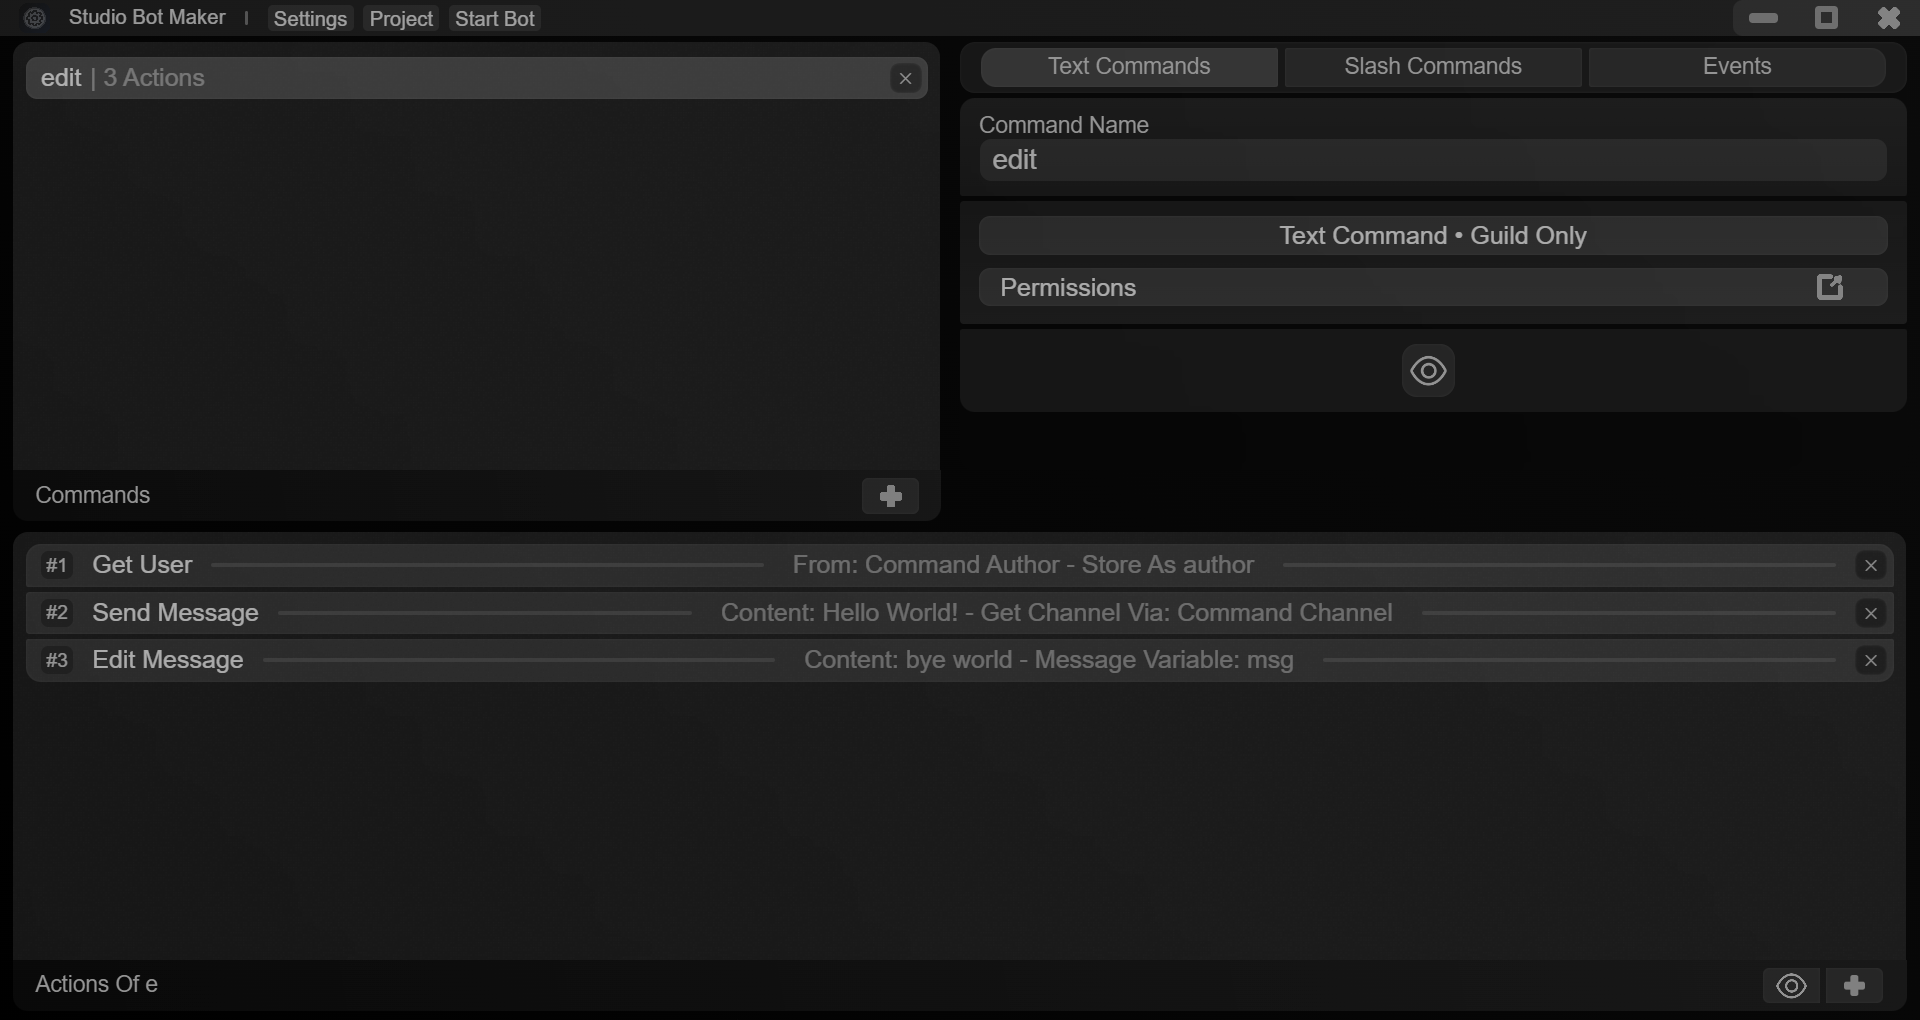 Studio Bot Maker | Settings Project Start Bot
edit | 3 Actions
Commands
Text Commands Slash Commands Events
Command Name
edit
Text Command • Guild Only
Permissions
#1 Get User From: Command Author - Store As author
#2 Send Message Content: Hello World! - Get Channel Via: Command Channel
#3 Edit Message Content: bye world - Message Variable: msg
Actions Of e